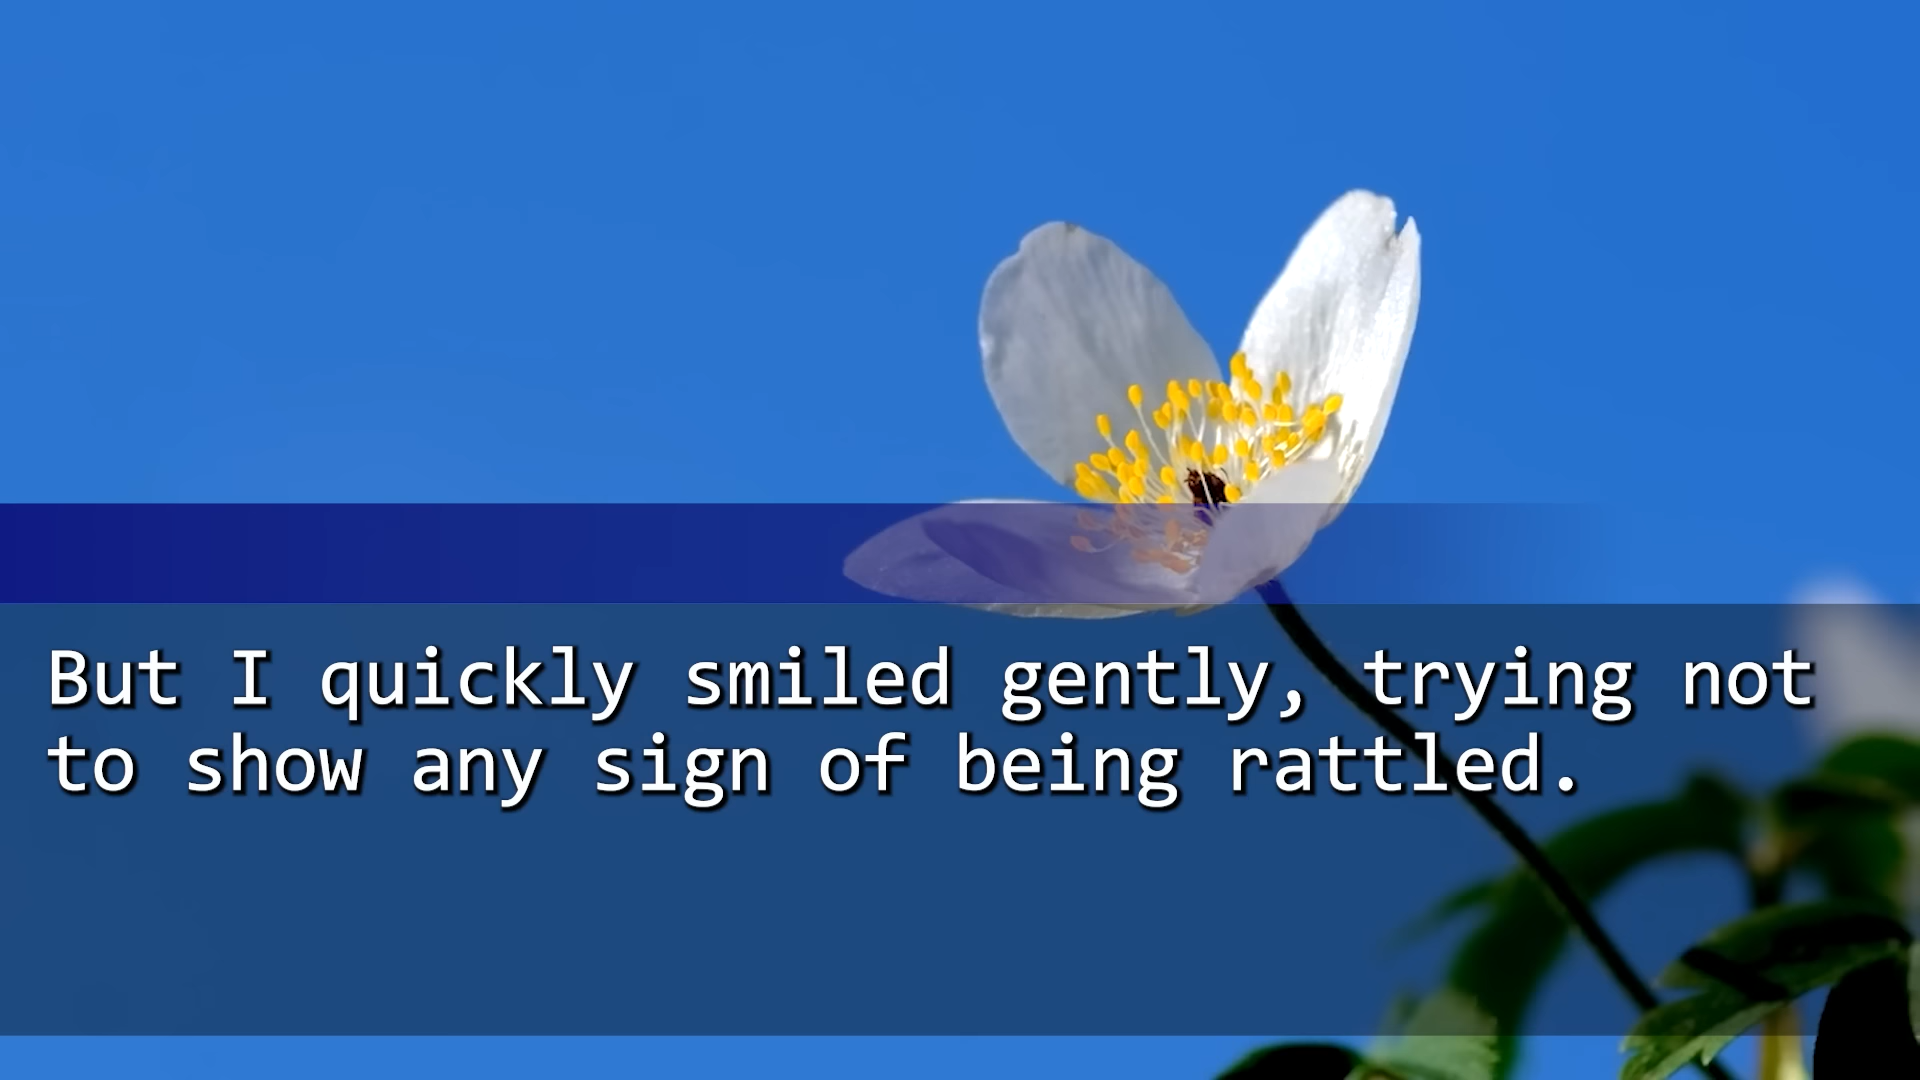 But I quickly smiled gently, trying not
to show any sign of being rattled.